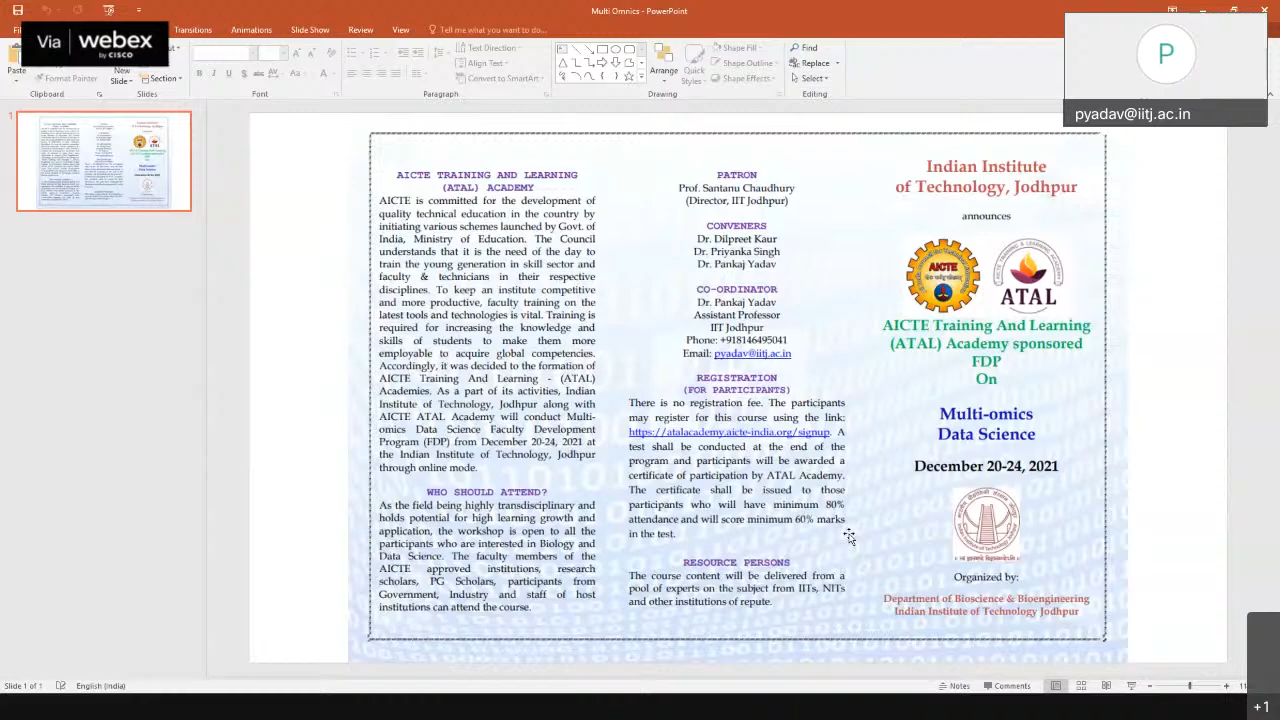 Multi Omics - PowerPoint
Via webex
by CISCO
Transitions Animations Slide Show Review View Tell me what you want to do...
Paste
Format Painter
Clipboard
New
Slide
Section
Slides
Font
Text Direction
Align Text
Convert to SmartArt
Paragraph
Arrange
Quick
Styles
Shape Fill
Shape Outline
Shape Effects
Drawing
Find
Replace
Select
Editing
P
pyadav@iitj.ac.in
1
AICTE TRAINING AND LEARNING
(ATAL) ACADEMY
AICTE is committed for the development of
quality technical education in the country by
initiating various schemes launched by Govt. of
India, Ministry of Education. The Council
understands that it is the need of the day to
train the young generation in skill sector and
faculty & technicians in their respective
disciplines. To keep an institute competitive
and more productive, faculty training on the
latest tools and technologies is vital. Training is
required for increasing the knowledge and
skills of students to make them more
employable to acquire global competencies.
Accordingly, it was decided to the formation of
AICTE Training And Learning - (ATAL)
Academies. As a part of its activities, Indian
Institute of Technology, Jodhpur along with
AICTE ATAL Academy will conduct Multi-
omics Data Science Faculty Development
Program (FDP) from December 20-24, 2021 at
the Indian Institute of Technology, Jodhpur
through online mode.
WHO SHOULD ATTEND?
As the field being highly transdisciplinary and
holds potential for high learning growth and
application, the workshop is open to all the
participants who are interested in Biology and
Data Science. The faculty members of the
AICTE approved institutions, research
scholars, PG Scholars, participants from
Government, Industry and staff of host
institutions can attend the course.
PATRON
Prof. Santanu Chaudhury
(Director, IIT Jodhpur)
CONVENERS
Dr. Dilpreet Kaur
Dr. Priyanka Singh
Dr. Pankaj Yadav
CO-ORDINATOR
Dr. Pankaj Yadav
Assistant Professor
IIT Jodhpur
Phone: +918146495041
Email: pyadav@iitj.ac.in
REGISTRATION
(FOR PARTICIPANTS)
There is no registration fee. The participants
may register for this course using the link:
https://atalacademy.aicte-india.org/signup. A
test shall be conducted at the end of the
program and participants will be awarded a
certificate of participation by ATAL Academy.
The certificate shall be issued to those
participants who will have minimum 80%
attendance and will score minimum 60% marks
in the test.
RESOURCE PERSONS
The course content will be delivered from a
pool of experts on the subject from IITs, NITs
and other institutions of repute.
Indian Institute
of Technology, Jodhpur
announces
AICTE
ATAL
AICTE Training And Learning
(ATAL) Academy sponsored
FDP
On
Multi-omics
Data Science
December 20-24, 2021
Organized by:
Department of Bioscience & Bioengineering
Indian Institute of Technology Jodhpur
Slide 1 of 1 English (India)
Notes Comments
+1